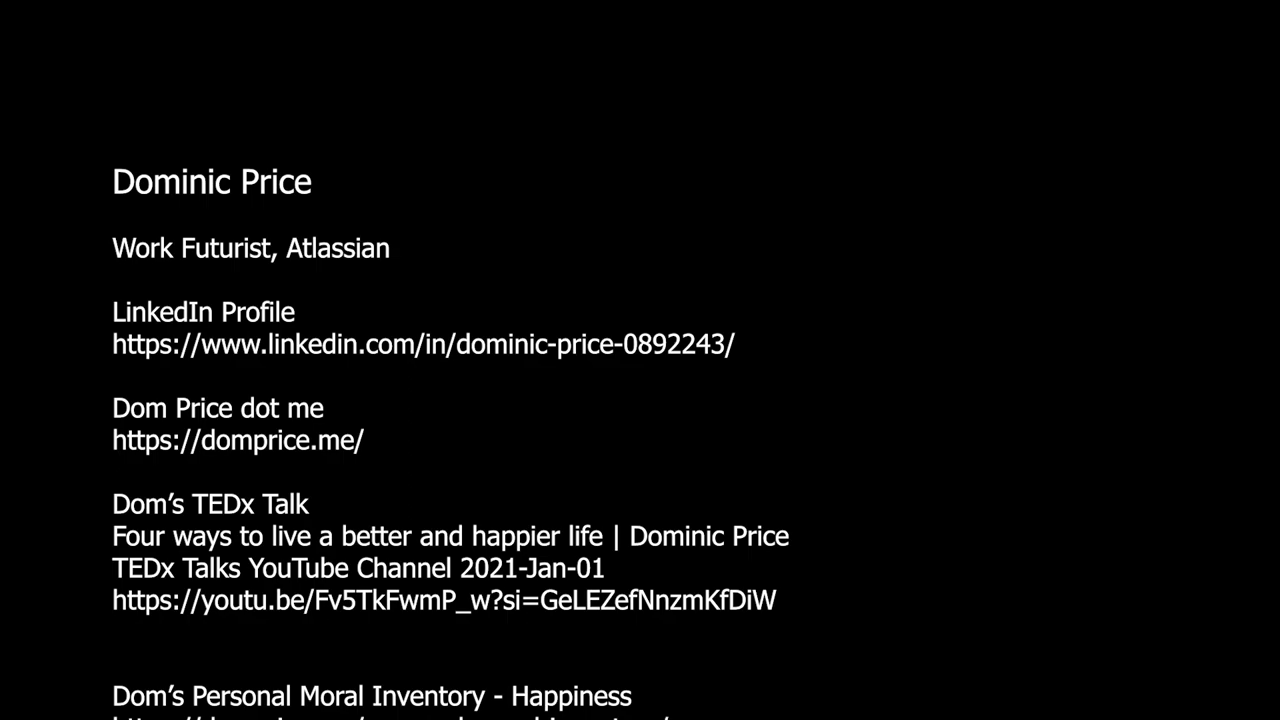 Dominic Price
Work Futurist, Atlassian
LinkedIn Profile
https://www.linkedin.com/in/dominic-price-0892243/
Dom Price dot me
https://domprice.me/
Dom’s TEDx Talk
Four ways to live a better and happier life | Dominic Price
TEDx Talks YouTube Channel 2021-Jan-01
https://youtu.be/Fv5TkFwmP_w?si=GeLEZefNnzmKfDiW
Dom’s Personal Moral Inventory - Happiness